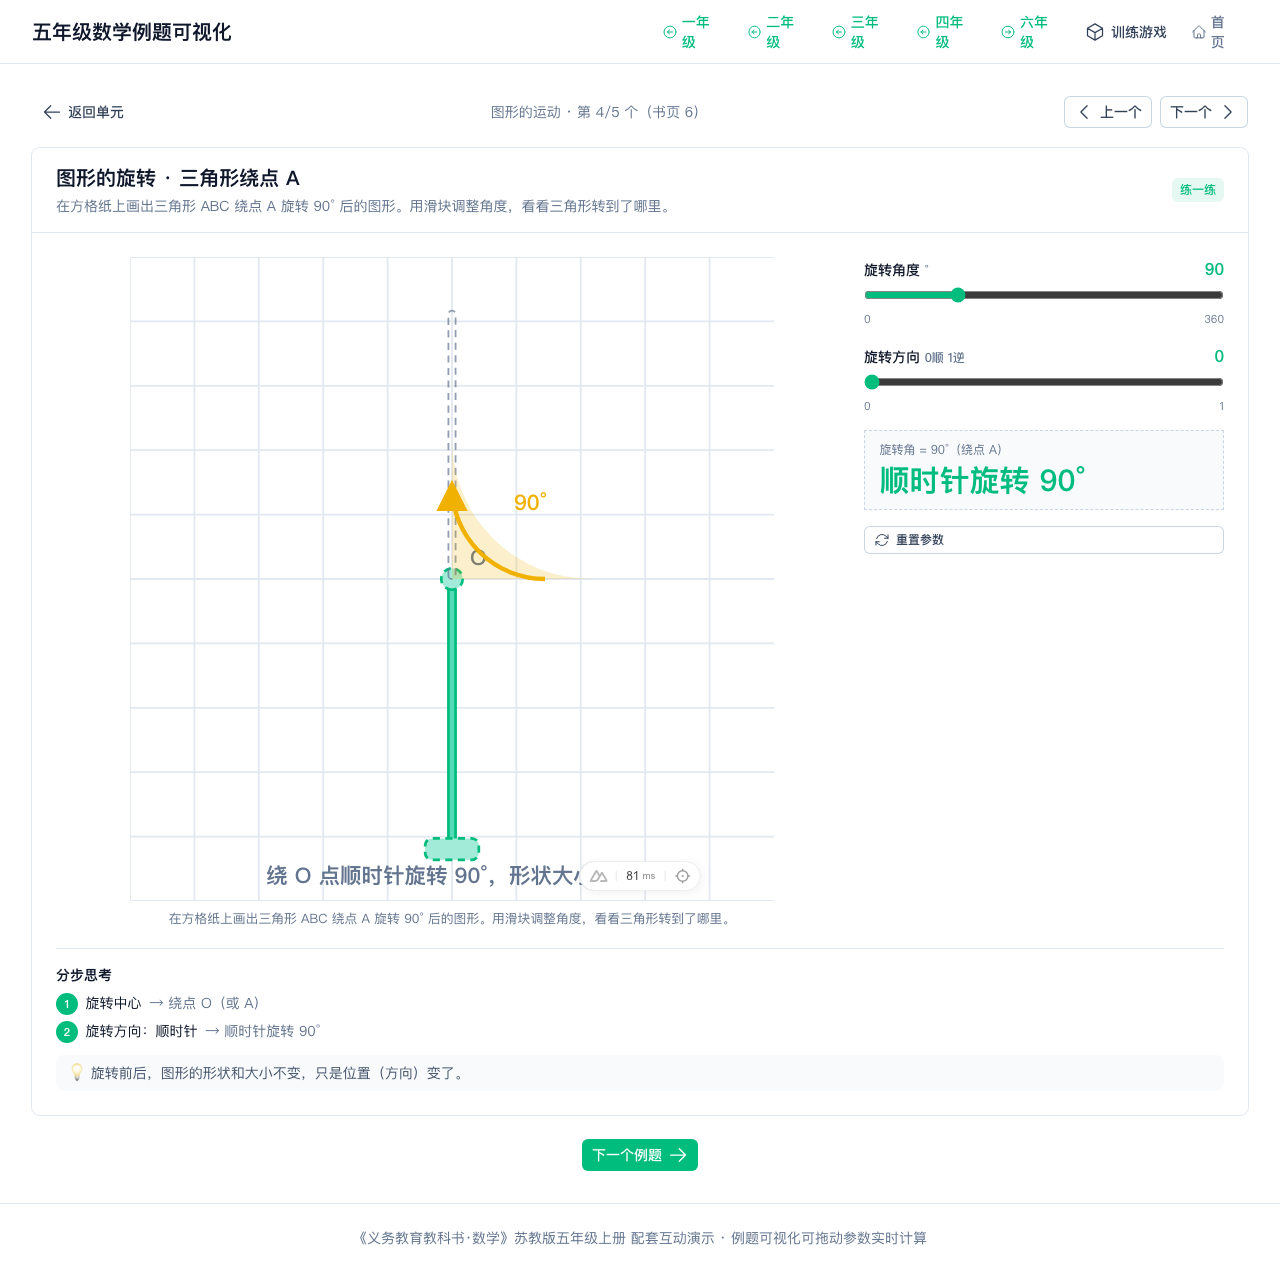 五年级数学例题可视化
一年级
二年级
三年级
四年级
六年级
训练游戏
首页
返回单元
图形的运动 · 第 4/5 个（书页 6）
上一个
下一个
图形的旋转 · 三角形绕点 A
在方格纸上画出三角形 ABC 绕点 A 旋转 90° 后的图形。用滑块调整角度，看看三角形转到了哪里。
练一练
旋转角度 °
90
0
360
旋转方向 0顺 1逆
0
0
1
旋转角 = 90°（绕点 A）
顺时针旋转 90°
重置参数
90°
O
绕 O 点顺时针旋转 90°，形状大
81 ms
在方格纸上画出三角形 ABC 绕点 A 旋转 90° 后的图形。用滑块调整角度，看看三角形转到了哪里。
分步思考
1 旋转中心 → 绕点 O（或 A）
2 旋转方向：顺时针 → 顺时针旋转 90°
旋转前后，图形的形状和大小不变，只是位置（方向）变了。
下一个例题
《义务教育教科书·数学》苏教版五年级上册 配套互动演示 · 例题可视化可拖动参数实时计算